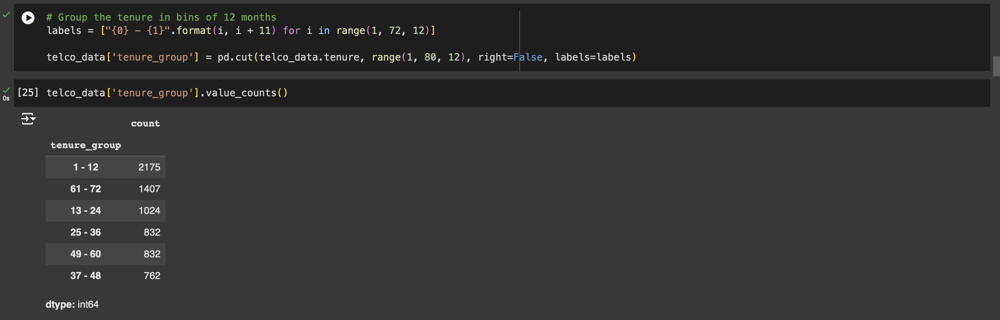 # Group the tenure in bins of 12 months
labels = ["{0} - {1}".format(i, i + 11) for i in range(1, 72, 12)]
telco_data['tenure_group'] = pd.cut(telco_data.tenure, range(1, 80, 12), right=False, labels=labels)
[25] telco_data['tenure_group'].value_counts()
0s
count
tenure_group
1 - 12 2175
61 - 72 1407
13 - 24 1024
25 - 36 832
49 - 60 832
37 - 48 762
dtype: int64